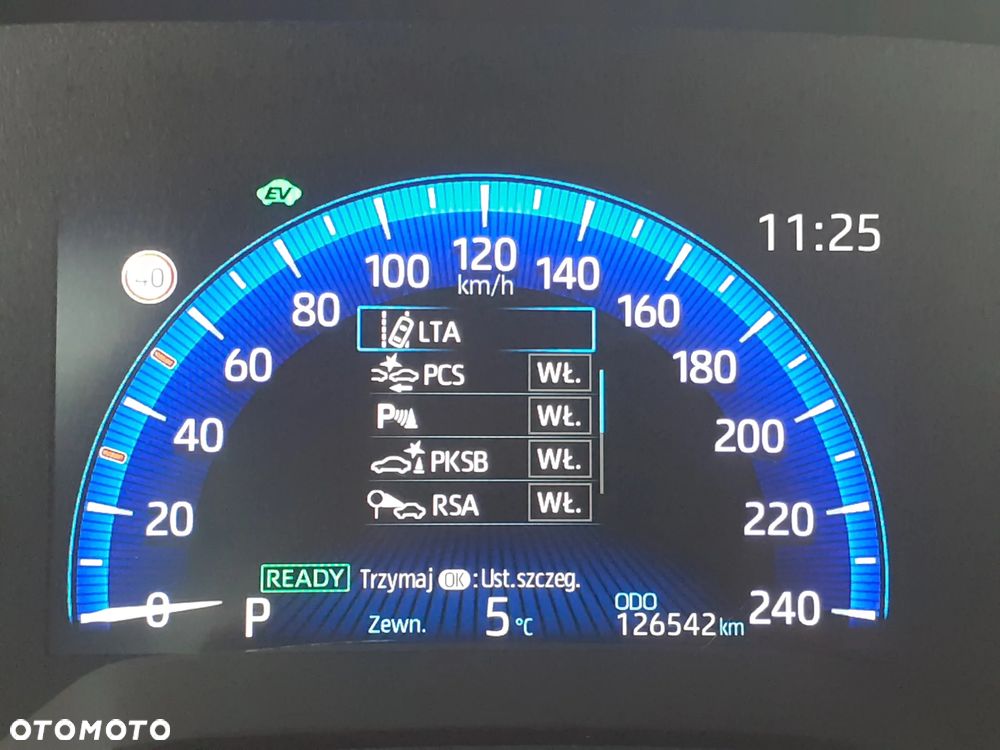 EV
11:25
40
0
20
40
60
80
100
120
km/h
140
160
180
200
220
240
LTA
PCS WŁ.
P WŁ.
PKSB WŁ.
RSA WŁ.
READY Trzymaj OK : Ust.szczeg.
P Zewn. 5 °C
ODO
126542 km
OTOMOTO